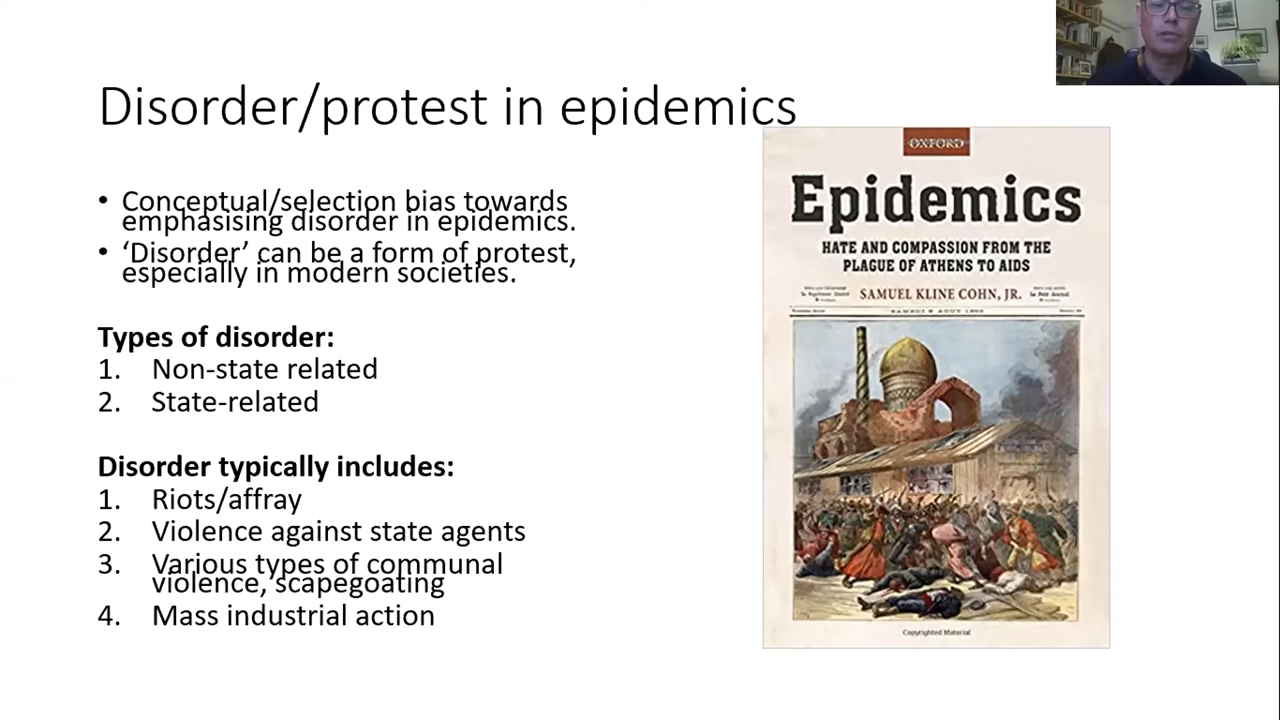 Disorder/protest in epidemics
• Conceptual/selection bias towards
emphasising disorder in epidemics.
• ‘Disorder’ can be a form of protest,
especially in modern societies.
Types of disorder:
1. Non-state related
2. State-related
Disorder typically includes:
1. Riots/affray
2. Violence against state agents
3. Various types of communal
violence, scapegoating
4. Mass industrial action
OXFORD
Epidemics
HATE AND COMPASSION FROM THE
PLAGUE OF ATHENS TO AIDS
SAMUEL KLINE COHN, JR.
Le Petit Journal
Copyrighted Material